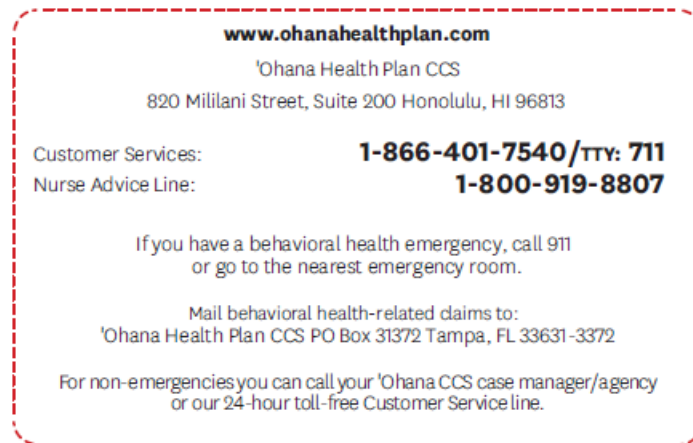 www.ohanahealthplan.com
'Ohana Health Plan CCS
820 Mililani Street, Suite 200 Honolulu, HI 96813
Customer Services: 1-866-401-7540/TTY: 711
Nurse Advice Line: 1-800-919-8807
If you have a behavioral health emergency, call 911
or go to the nearest emergency room.
Mail behavioral health-related claims to:
'Ohana Health Plan CCS PO Box 31372 Tampa, FL 33631-3372
For non-emergencies you can call your 'Ohana CCS case manager/agency
or our 24-hour toll-free Customer Service line.